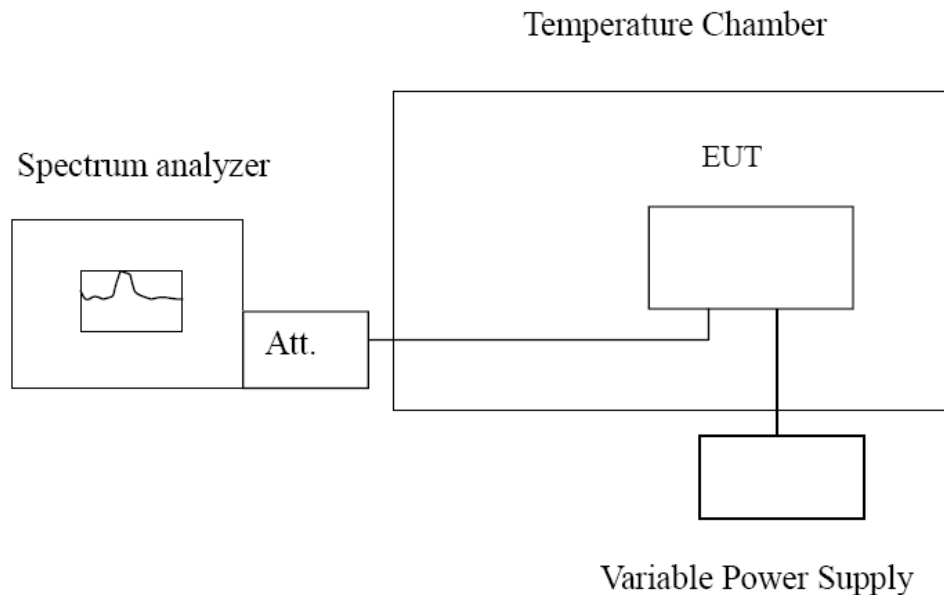 Temperature Chamber
Spectrum analyzer
EUT
Att.
Variable Power Supply